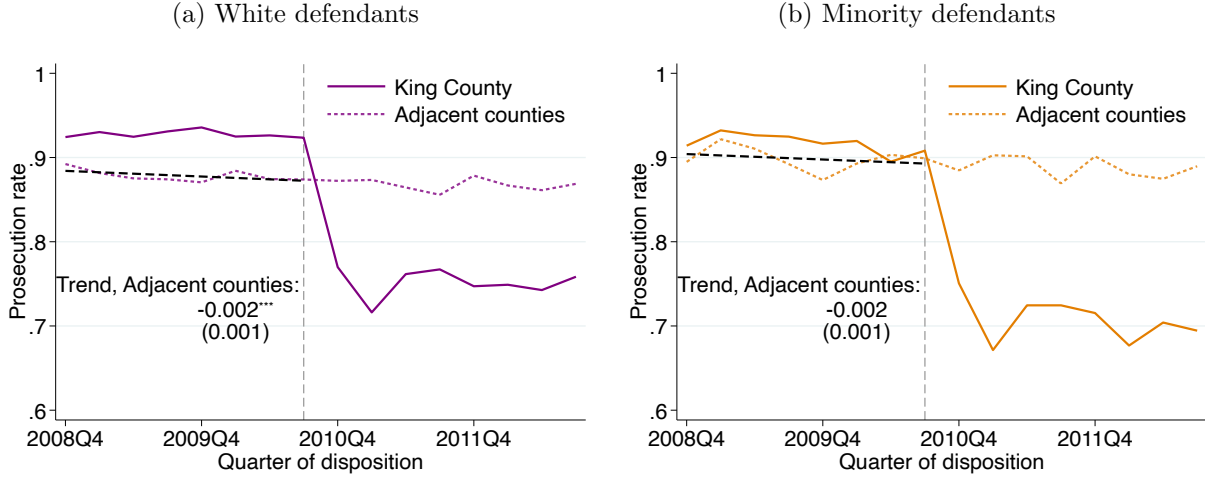 (a) White defendants
1
.9
.8
.7
.6
Prosecution rate
King County
Adjacent counties
Trend, Adjacent counties:
-0.002***
(0.001)
2008Q4 2009Q4 2010Q4 2011Q4
Quarter of disposition
(b) Minority defendants
1
.9
.8
.7
.6
Prosecution rate
King County
Adjacent counties
Trend, Adjacent counties:
-0.002
(0.001)
2008Q4 2009Q4 2010Q4 2011Q4
Quarter of disposition